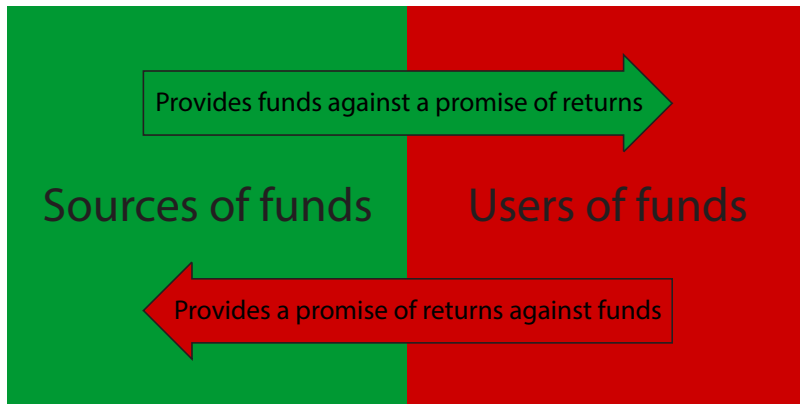 Provides funds against a promise of returns
Sources of funds
Users of funds
Provides a promise of returns against funds